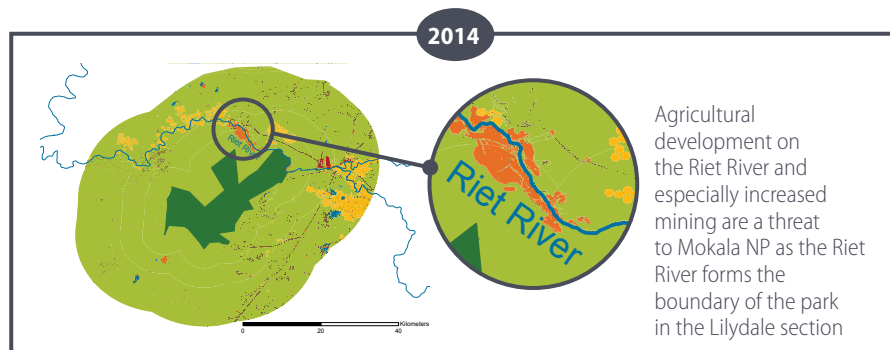 2014
Riet River
Riet River
Agricultural
development on
the Riet River and
especially increased
mining are a threat
to Mokala NP as the Riet
River forms the
boundary of the park
in the Lilydale section
Kilometers
0 20 40